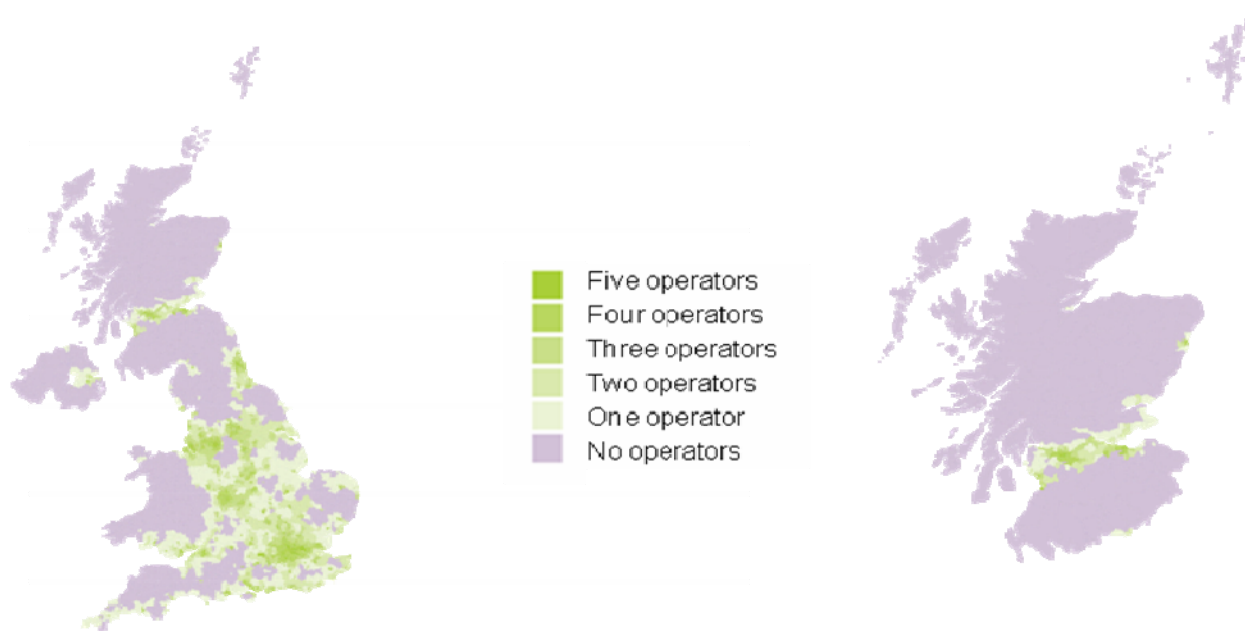 Five operators
Four operators
Three operators
Two operators
One operator
No operators